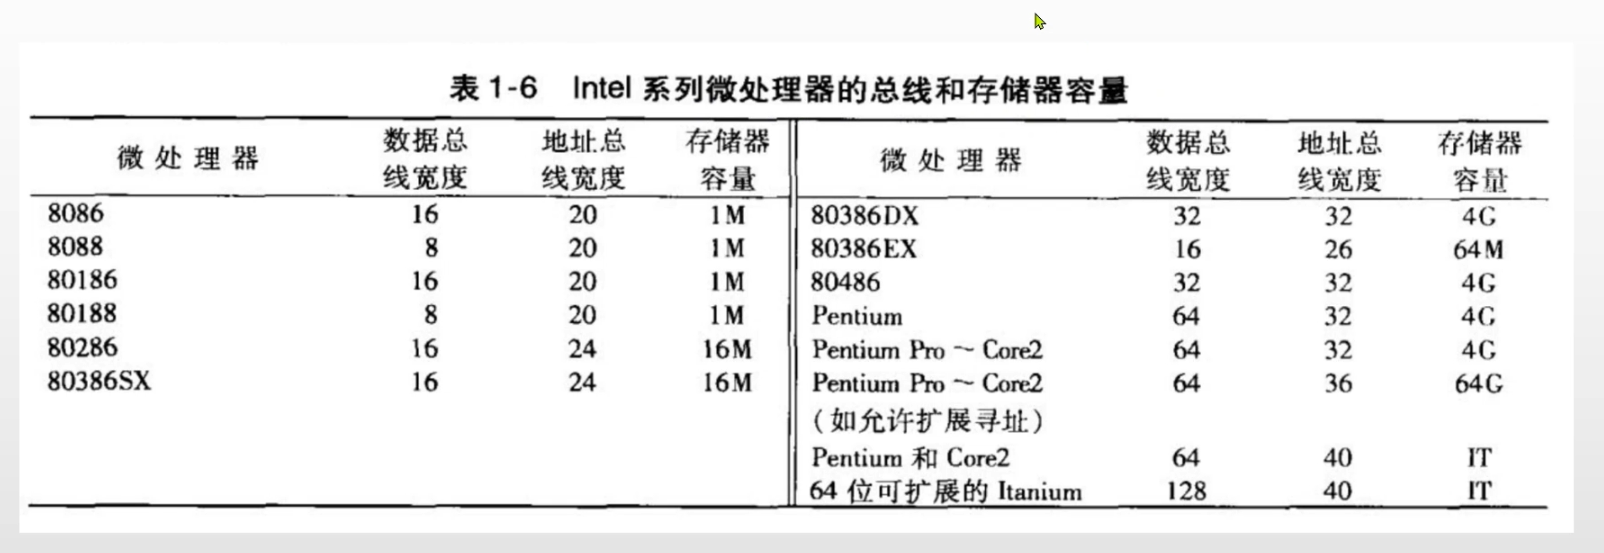 表 1-6 Intel 系列微处理器的总线和存储器容量
微处理器 数据总线宽度 地址总线宽度 存储器容量
8086 16 20 1M
8088 8 20 1M
80186 16 20 1M
80188 8 20 1M
80286 16 24 16M
80386SX 16 24 16M
微处理器 数据总线宽度 地址总线宽度 存储器容量
80386DX 32 32 4G
80386EX 16 26 64M
80486 32 32 4G
Pentium 64 32 4G
Pentium Pro ~ Core2 64 32 4G
Pentium Pro ~ Core2 64 36 64G
(如允许扩展寻址)
Pentium 和 Core2 64 40 IT
64 位可扩展的 Itanium 128 40 IT